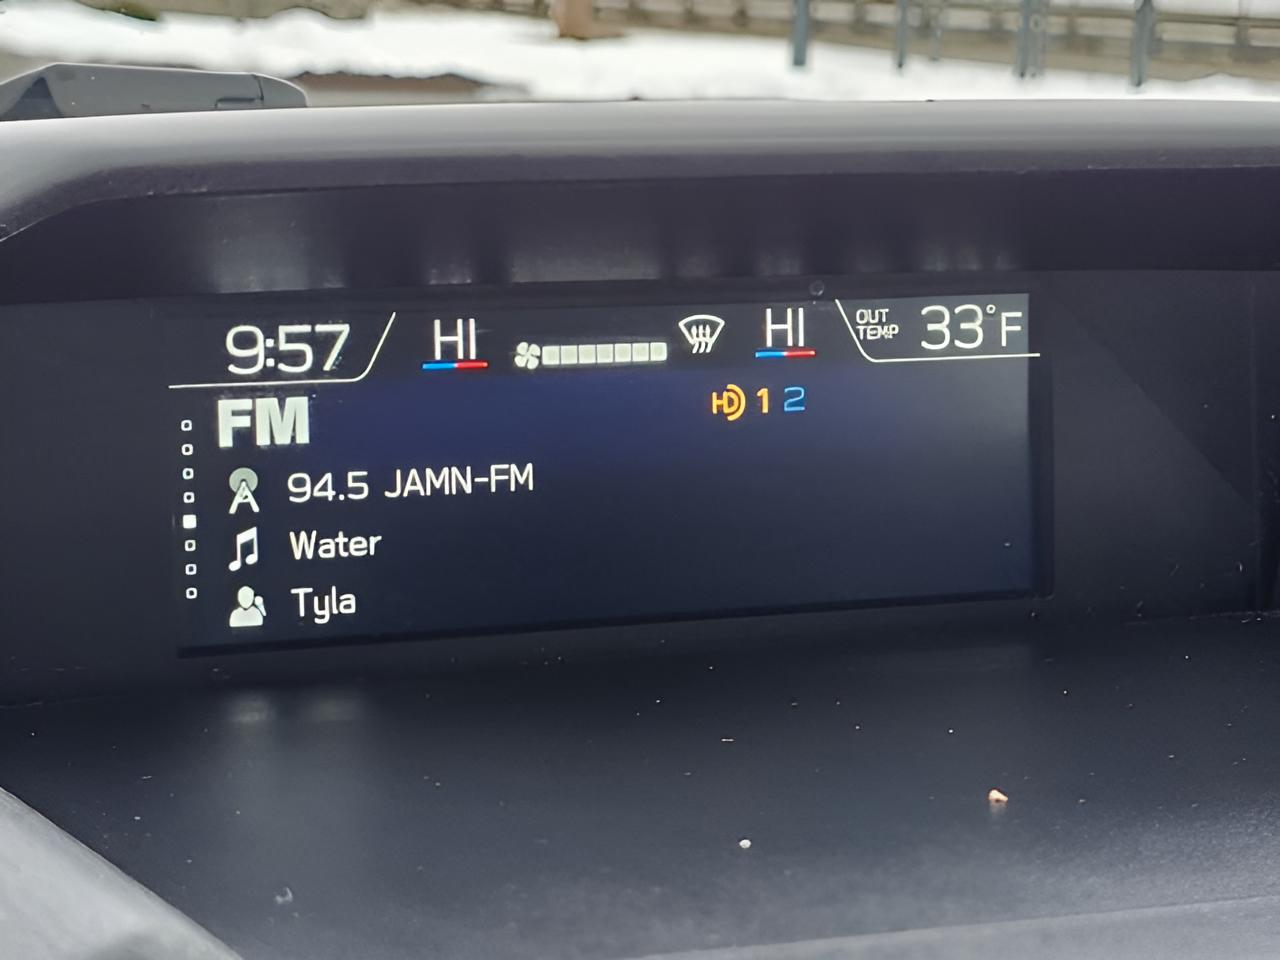 9:57 HI HI OUT TEMP 33°F
FM HD 1 2
94.5 JAMN-FM
Water
Tyla